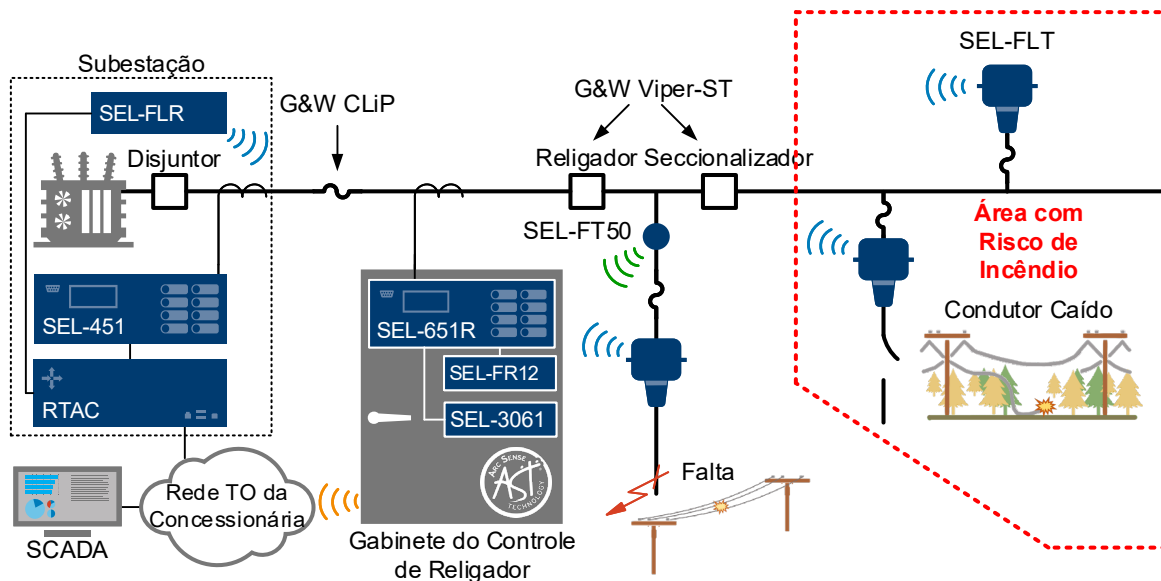 Subestação
SEL-FLR
Disjuntor
G&W CLiP
G&W Viper-ST
Religador
Seccionalizador
SEL-FLT
SEL-FT50
Área com
Risco de
Incêndio
Condutor Caído
SEL-451
RTAC
SEL-651R
SEL-FR12
SEL-3061
ARC SENSE
AST
TECHNOLOGY
Falta
Rede TO da
Concessionária
SCADA
Gabinete do Controle
de Religador